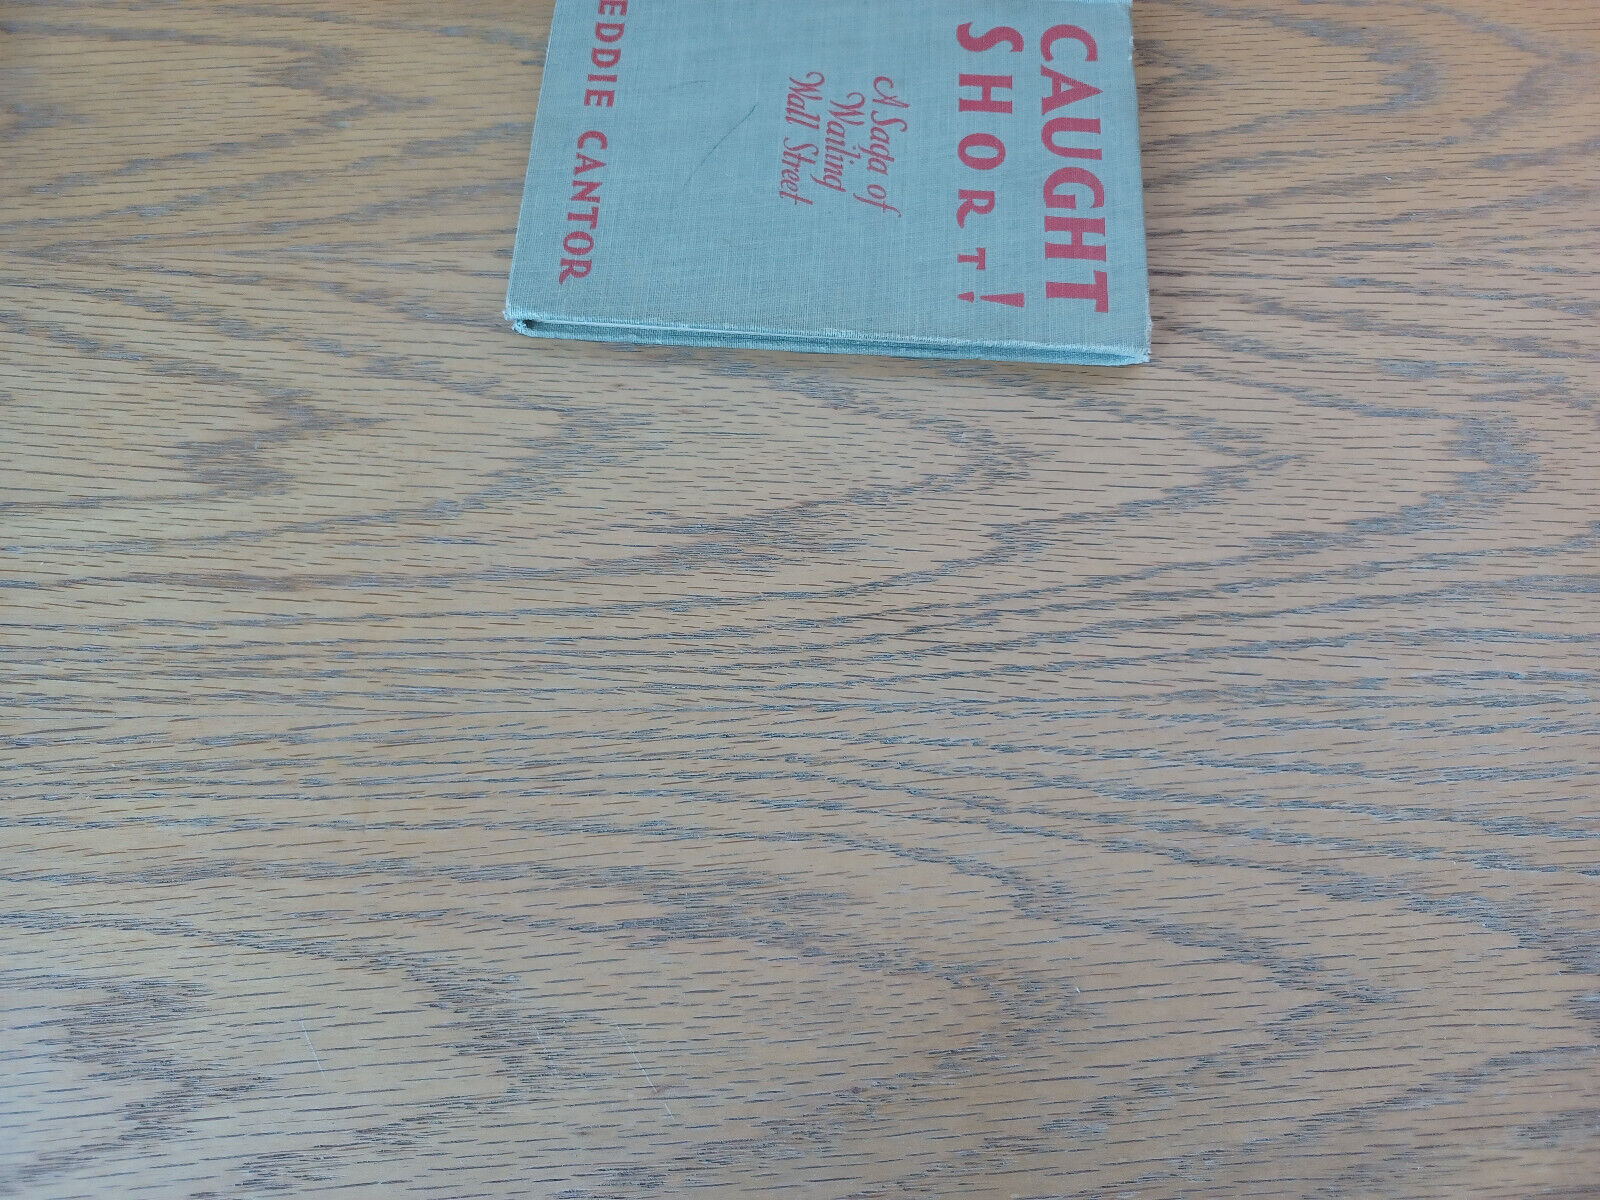 CAUGHT
SHORT!
A Saga of
Wailing
Wall Street
EDDIE CANTOR